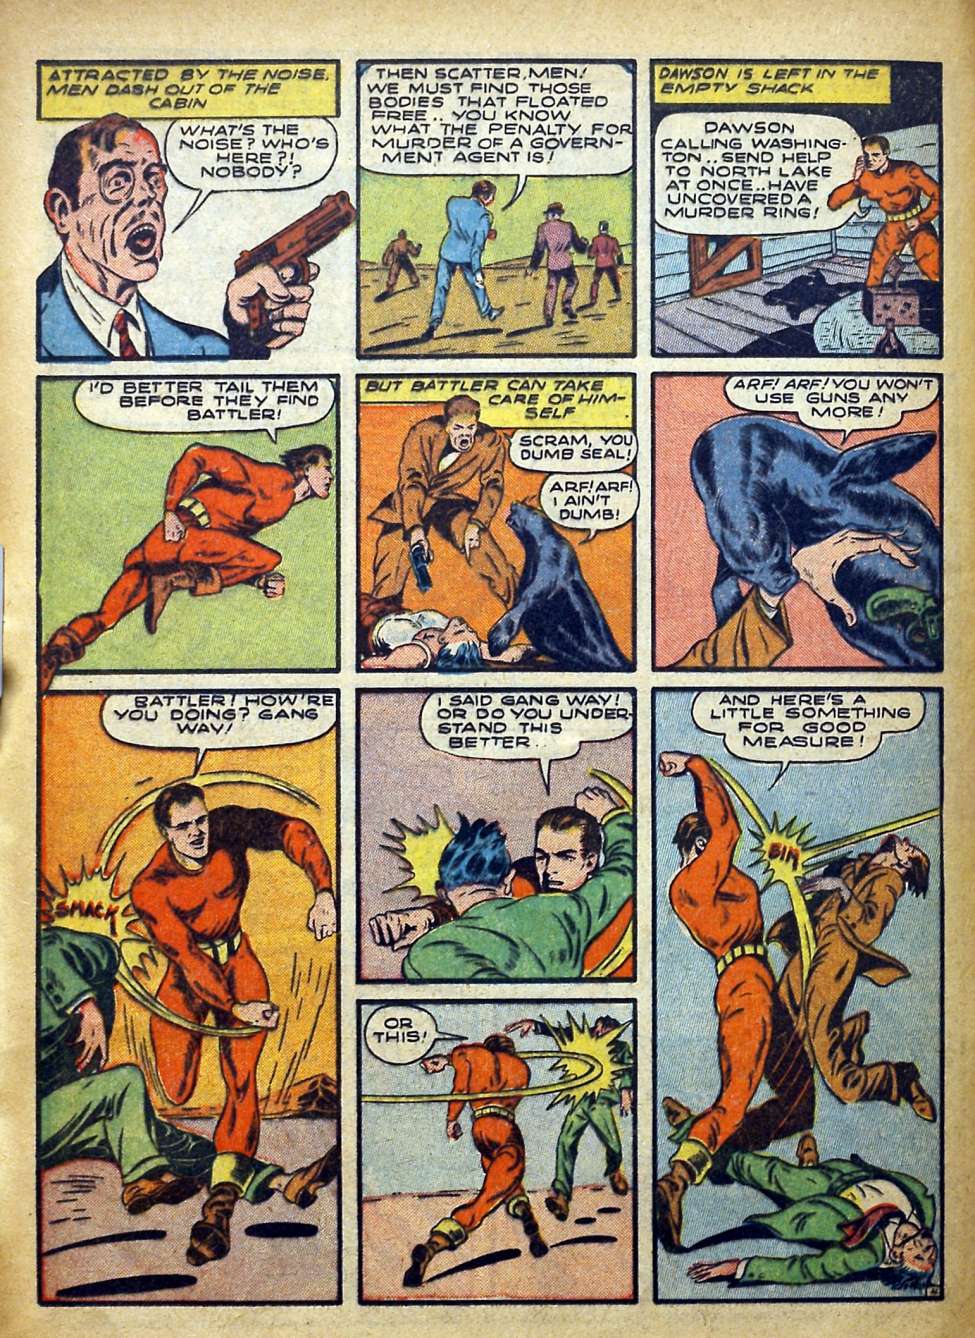 ATTRACTED BY THE NOISE,
MEN DASH OUT OF THE
CABIN
WHAT'S THE
NOISE? WHO'S
HERE?!
NOBODY?
THEN SCATTER, MEN!
WE MUST FIND THOSE
BODIES THAT FLOATED
FREE.. YOU KNOW
WHAT THE PENALTY FOR
MURDER OF A GOVERN-
MENT AGENT IS!
DAWSON IS LEFT IN THE
EMPTY SHACK
DAWSON
CALLING WASHING-
TON.. SEND HELP
TO NORTH LAKE
AT ONCE.. HAVE
UNCOVERED A
MURDER RING!
I'D BETTER TAIL THEM
BEFORE THEY FIND
BATTLER!
BUT BATTLER CAN TAKE
CARE OF HIM-
SELF
SCRAM, YOU
DUMB SEAL!
ARF! ARF!
I AIN'T
DUMB!
ARF! ARF! YOU WON'T
USE GUNS ANY
MORE!
BATTLER! HOW'RE
YOU DOING? GANG
WAY!
SMACK
I SAID GANG WAY!
OR DO YOU UNDER-
STAND THIS
BETTER..
OR
THIS!
AND HERE'S A
LITTLE SOMETHING
FOR GOOD
MEASURE!
BIM